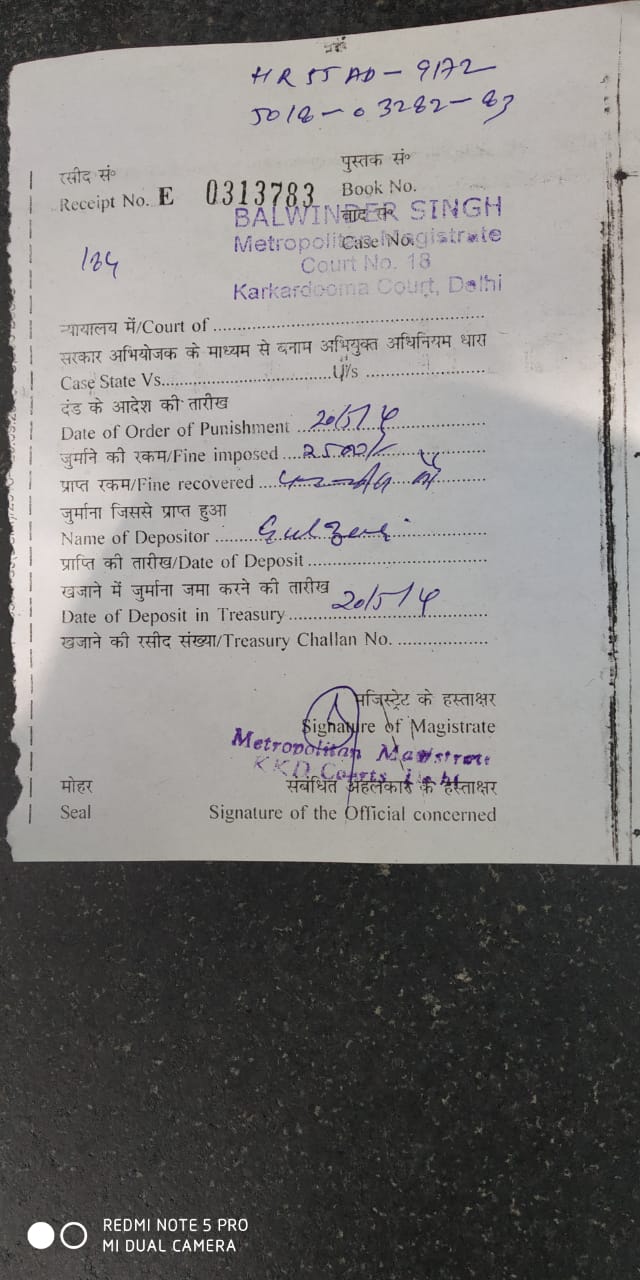 HR 55 AD - 9172
5018 - 03282 - 83
रसीद सं०
पुस्तक सं०
Receipt No. E 0313783
Book No.
BALWINDER SINGH
वाद सं०
Metropolitan Magistrate
Case No.
Court No. 18
184
Karkardooma Court, Delhi
न्यायालय में/Court of
सरकार अभियोजक के माध्यम से बनाम अभियुक्त अधिनियम धारा
Case State Vs. U/s
दंड के आदेश की तारीख
Date of Order of Punishment 20/5/
जुर्माने की रकम/Fine imposed 2500/-
प्राप्त रकम/Fine recovered
जुर्माना जिससे प्राप्त हुआ
Name of Depositor
प्राप्ति की तारीख/Date of Deposit
खजाने में जुर्माना जमा करने की तारीख
Date of Deposit in Treasury 20/5/
खजाने की रसीद संख्या/Treasury Challan No.
मजिस्ट्रेट के हस्ताक्षर
Signature of Magistrate
Metropolitan Magistrate
KKD Courts Delhi
मोहर
संबंधित अहलकार के हस्ताक्षर
Seal
Signature of the Official concerned
REDMI NOTE 5 PRO
MI DUAL CAMERA